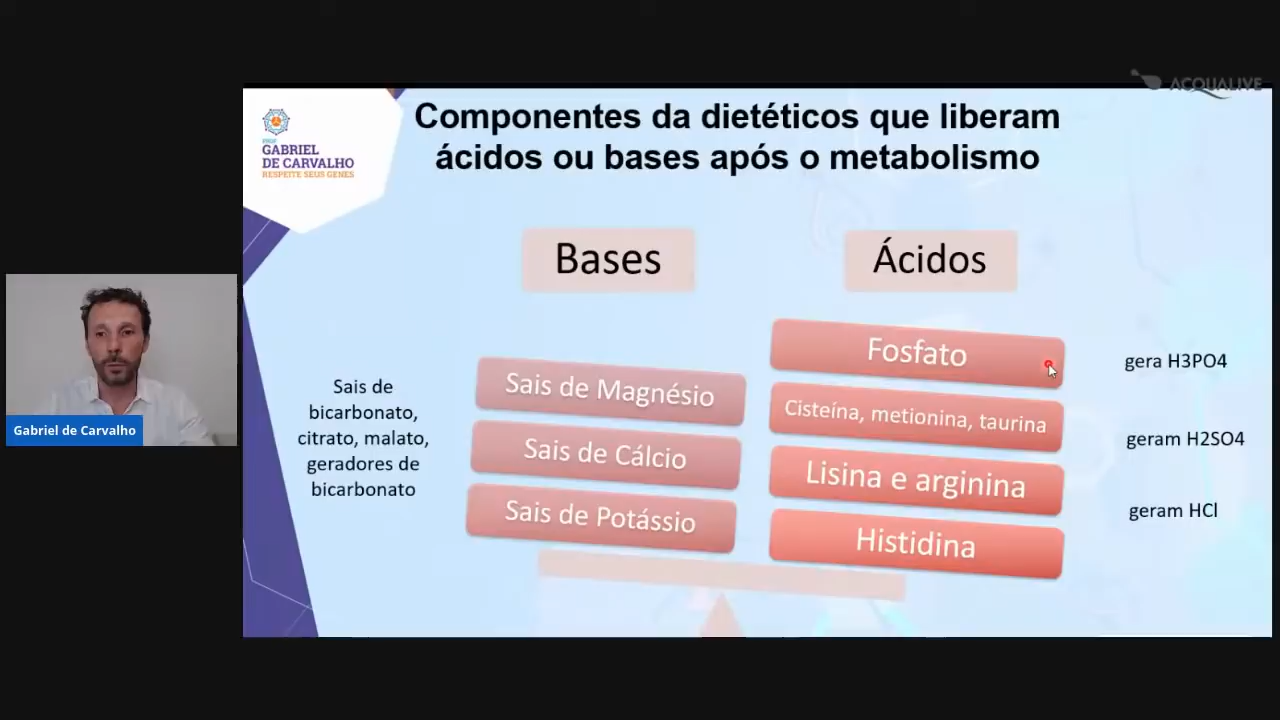 ACQUALIVE
Componentes da dietéticos que liberam
ácidos ou bases após o metabolismo
PROF.
GABRIEL
DE CARVALHO
RESPEITE SEUS GENES
Bases
Ácidos
Sais de
bicarbonato,
citrato, malato,
geradores de
bicarbonato
Sais de Magnésio
Sais de Cálcio
Sais de Potássio
Fosfato
Cisteína, metionina, taurina
Lisina e arginina
Histidina
gera H3PO4
geram H2SO4
geram HCl
Gabriel de Carvalho